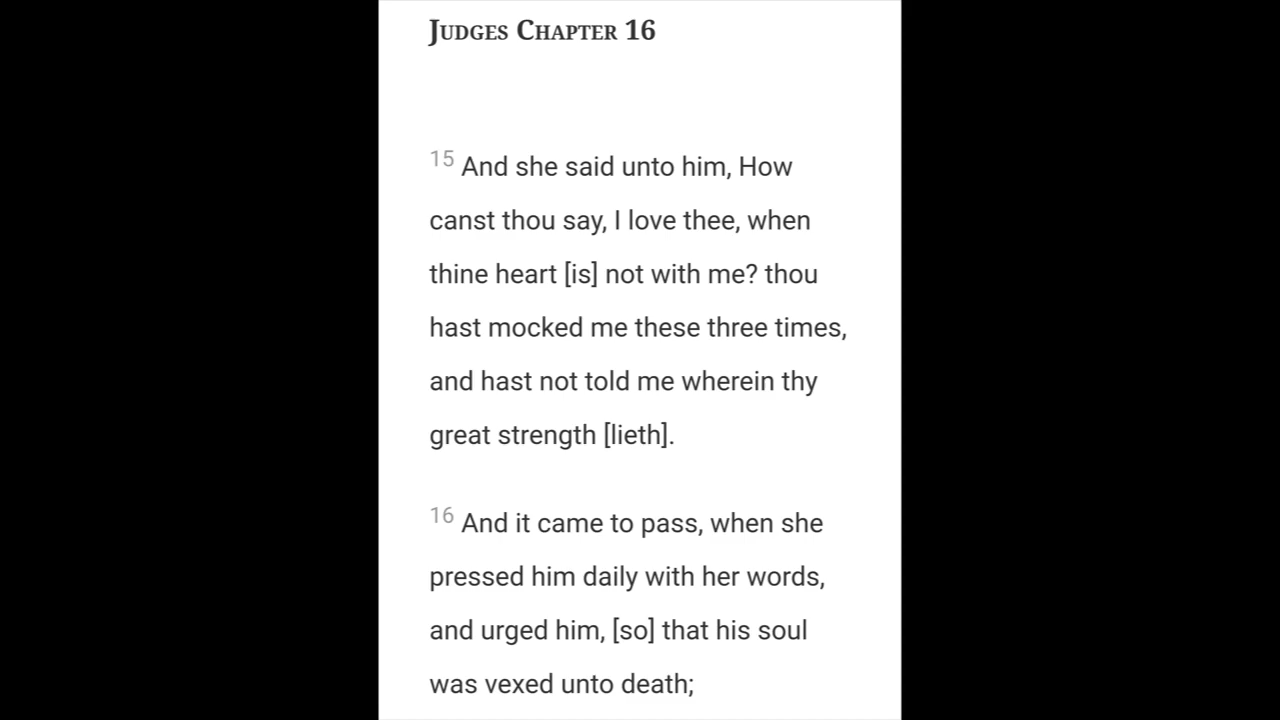 Judges Chapter 16
15 And she said unto him, How
canst thou say, I love thee, when
thine heart [is] not with me? thou
hast mocked me these three times,
and hast not told me wherein thy
great strength [lieth].
16 And it came to pass, when she
pressed him daily with her words,
and urged him, [so] that his soul
was vexed unto death;